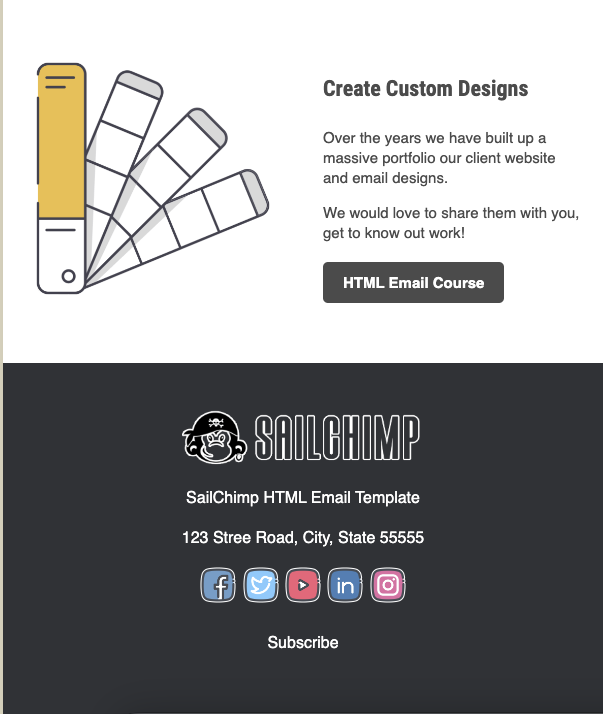 Create Custom Designs
Over the years we have built up a
massive portfolio our client website
and email designs.
We would love to share them with you,
get to know out work!
HTML Email Course
SAILCHIMP
SailChimp HTML Email Template
123 Stree Road, City, State 55555
f
in
Subscribe